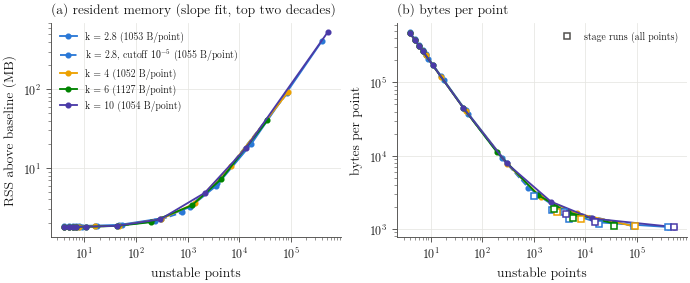 (a) resident memory (slope fit, top two decades)
RSS above baseline (MB)
10²
10¹
k = 2.8 (1053 B/point)
k = 2.8, cutoff 10⁻⁵ (1055 B/point)
k = 4 (1052 B/point)
k = 6 (1127 B/point)
k = 10 (1054 B/point)
10¹ 10² 10³ 10⁴ 10⁵
unstable points
(b) bytes per point
bytes per point
10⁵
10⁴
10³
stage runs (all points)
10¹ 10² 10³ 10⁴ 10⁵
unstable points